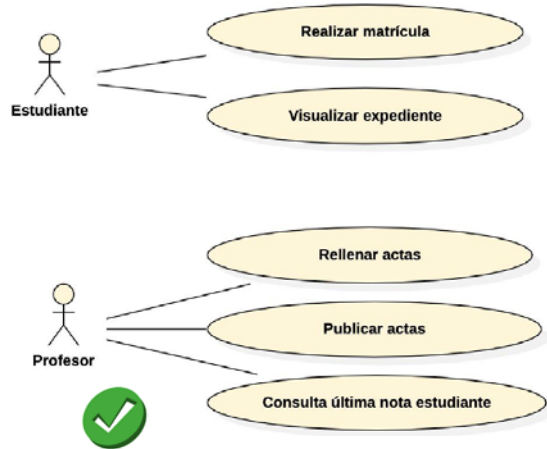 Realizar matrícula
Estudiante
Visualizar expediente
Rellenar actas
Publicar actas
Profesor
Consulta última nota estudiante